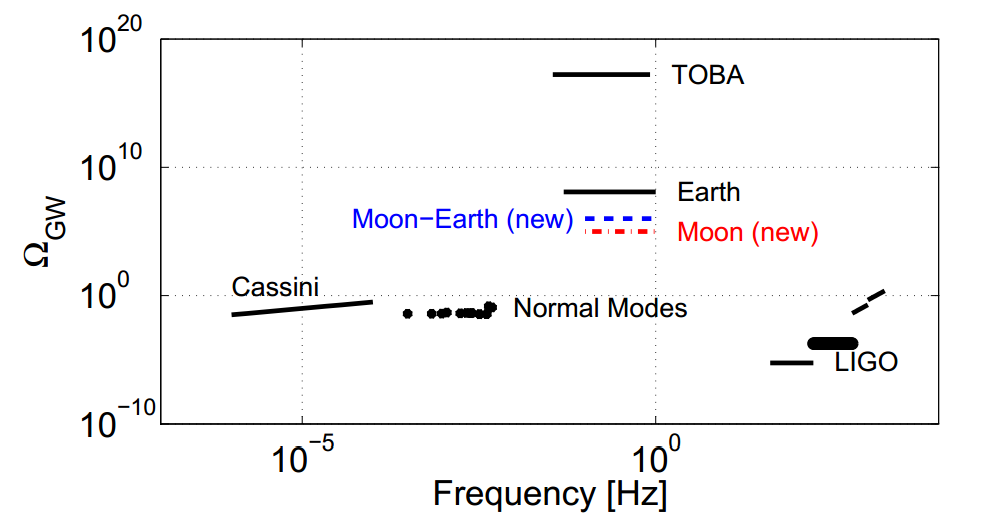 10^20
TOBA
10^10
Earth
Moon−Earth (new)
Moon (new)
Ω_GW
Cassini
10^0
Normal Modes
LIGO
10^−10
10^−5
10^0
Frequency [Hz]